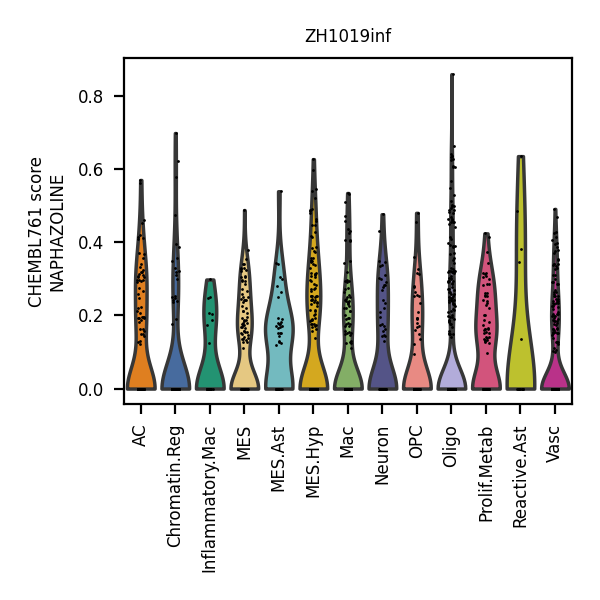 ZH1019inf
CHEMBL761 score
NAPHAZOLINE
0.8
0.6
0.4
0.2
0.0
AC
Chromatin.Reg
Inflammatory.Mac
MES
MES.Ast
MES.Hyp
Mac
Neuron
OPC
Oligo
Prolif.Metab
Reactive.Ast
Vasc